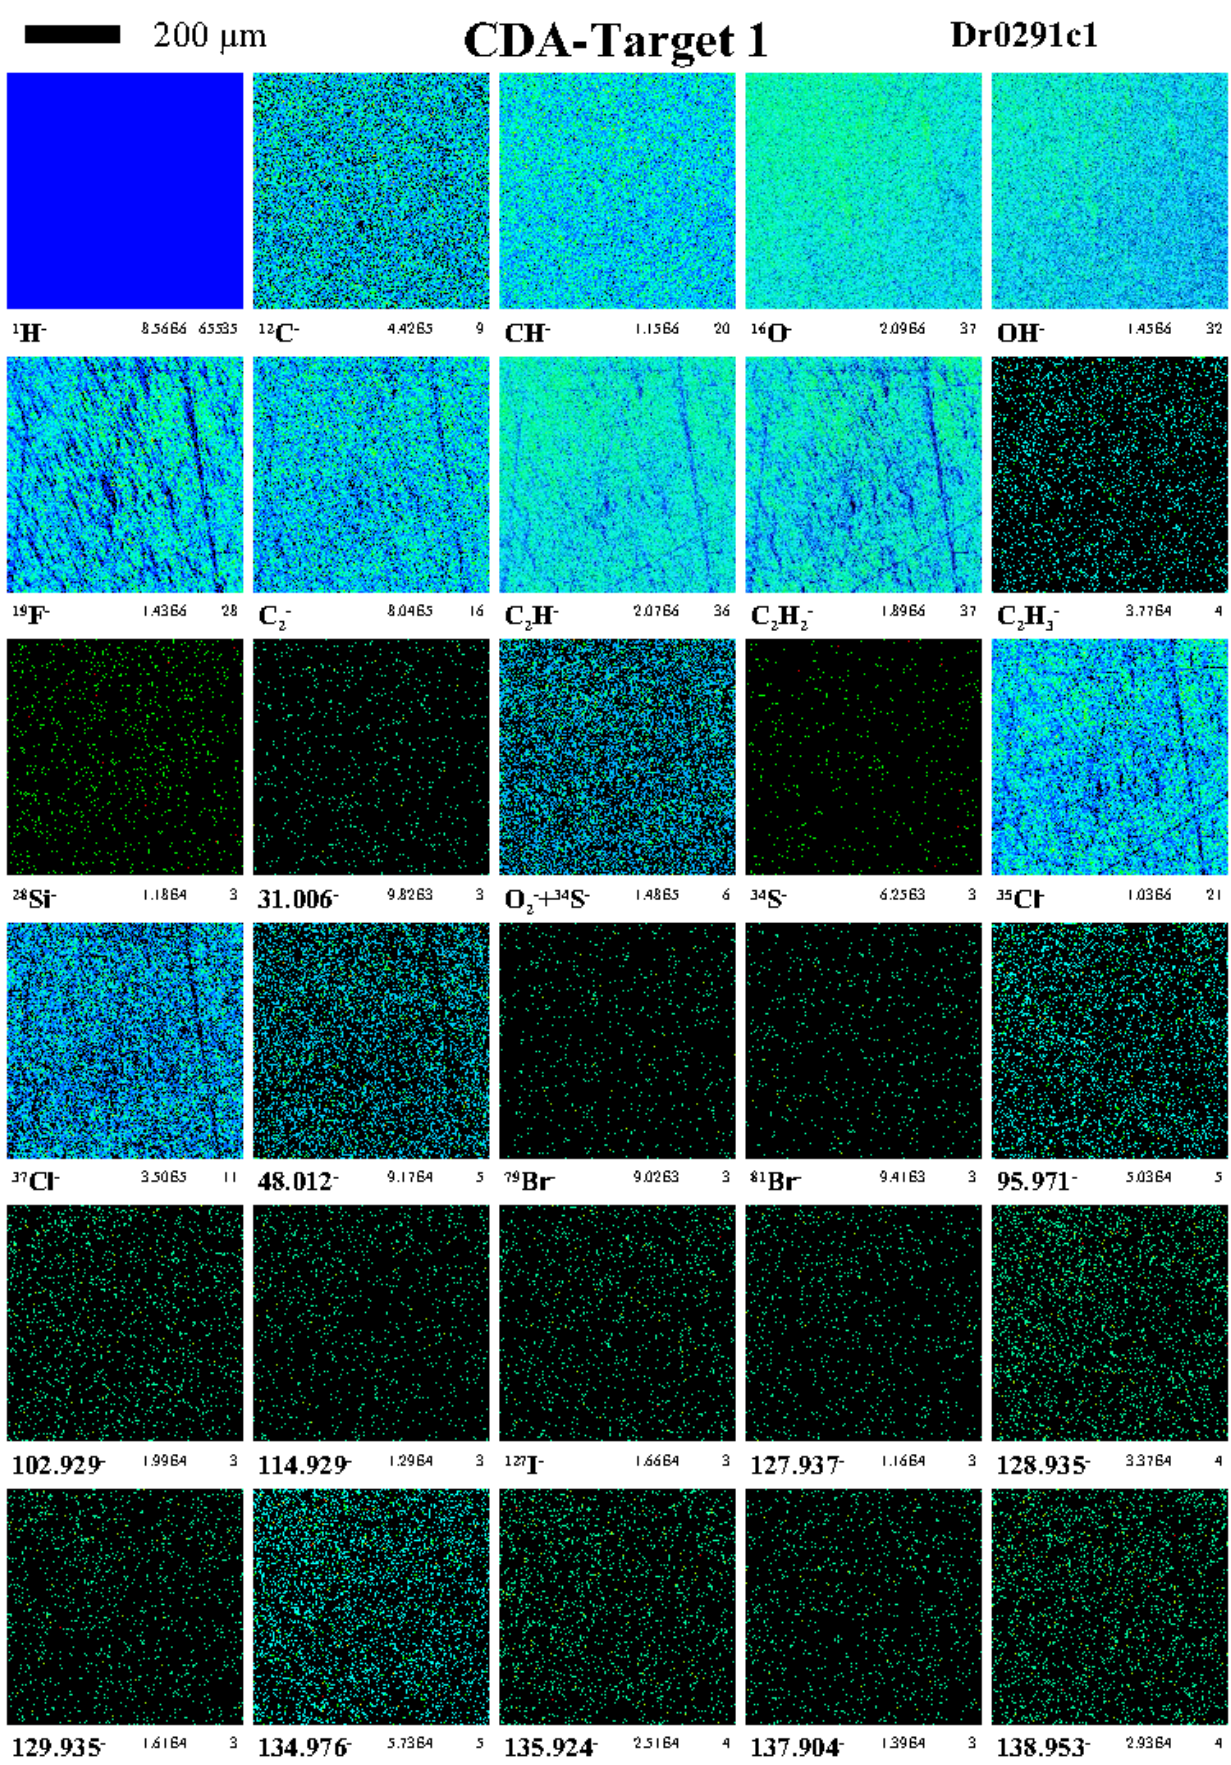 200 µm CDA-Target 1 Dr0291c1
¹H⁻ 8.56E6 65535 ¹²C⁻ 4.42E5 9 CH⁻ 1.15E6 20 ¹⁶O⁻ 2.09E6 37 OH⁻ 1.45E6 32
¹⁹F⁻ 1.43E6 28 C₂⁻ 8.04E5 16 C₂H⁻ 2.07E6 36 C₂H₂⁻ 1.89E6 37 C₂H₃⁻ 3.77E4 4
²⁸Si⁻ 1.18E4 3 31.006⁻ 9.82E3 3 O₂⁻+³⁴S⁻ 1.48E5 6 ³⁴S⁻ 6.25E3 3 ³⁵Cl⁻ 1.03E6 21
³⁷Cl⁻ 3.50E5 11 48.012⁻ 9.17E4 5 ⁷⁹Br⁻ 9.02E3 3 ⁸¹Br⁻ 9.41E3 3 95.971⁻ 5.03E4 5
102.929⁻ 1.99E4 3 114.929⁻ 1.29E4 3 ¹²⁷I⁻ 1.66E4 3 127.937⁻ 1.16E4 3 128.935⁻ 3.37E4 4
129.935⁻ 1.61E4 3 134.976⁻ 5.73E4 5 135.924⁻ 2.51E4 4 137.904⁻ 1.39E4 3 138.953⁻ 2.93E4 4